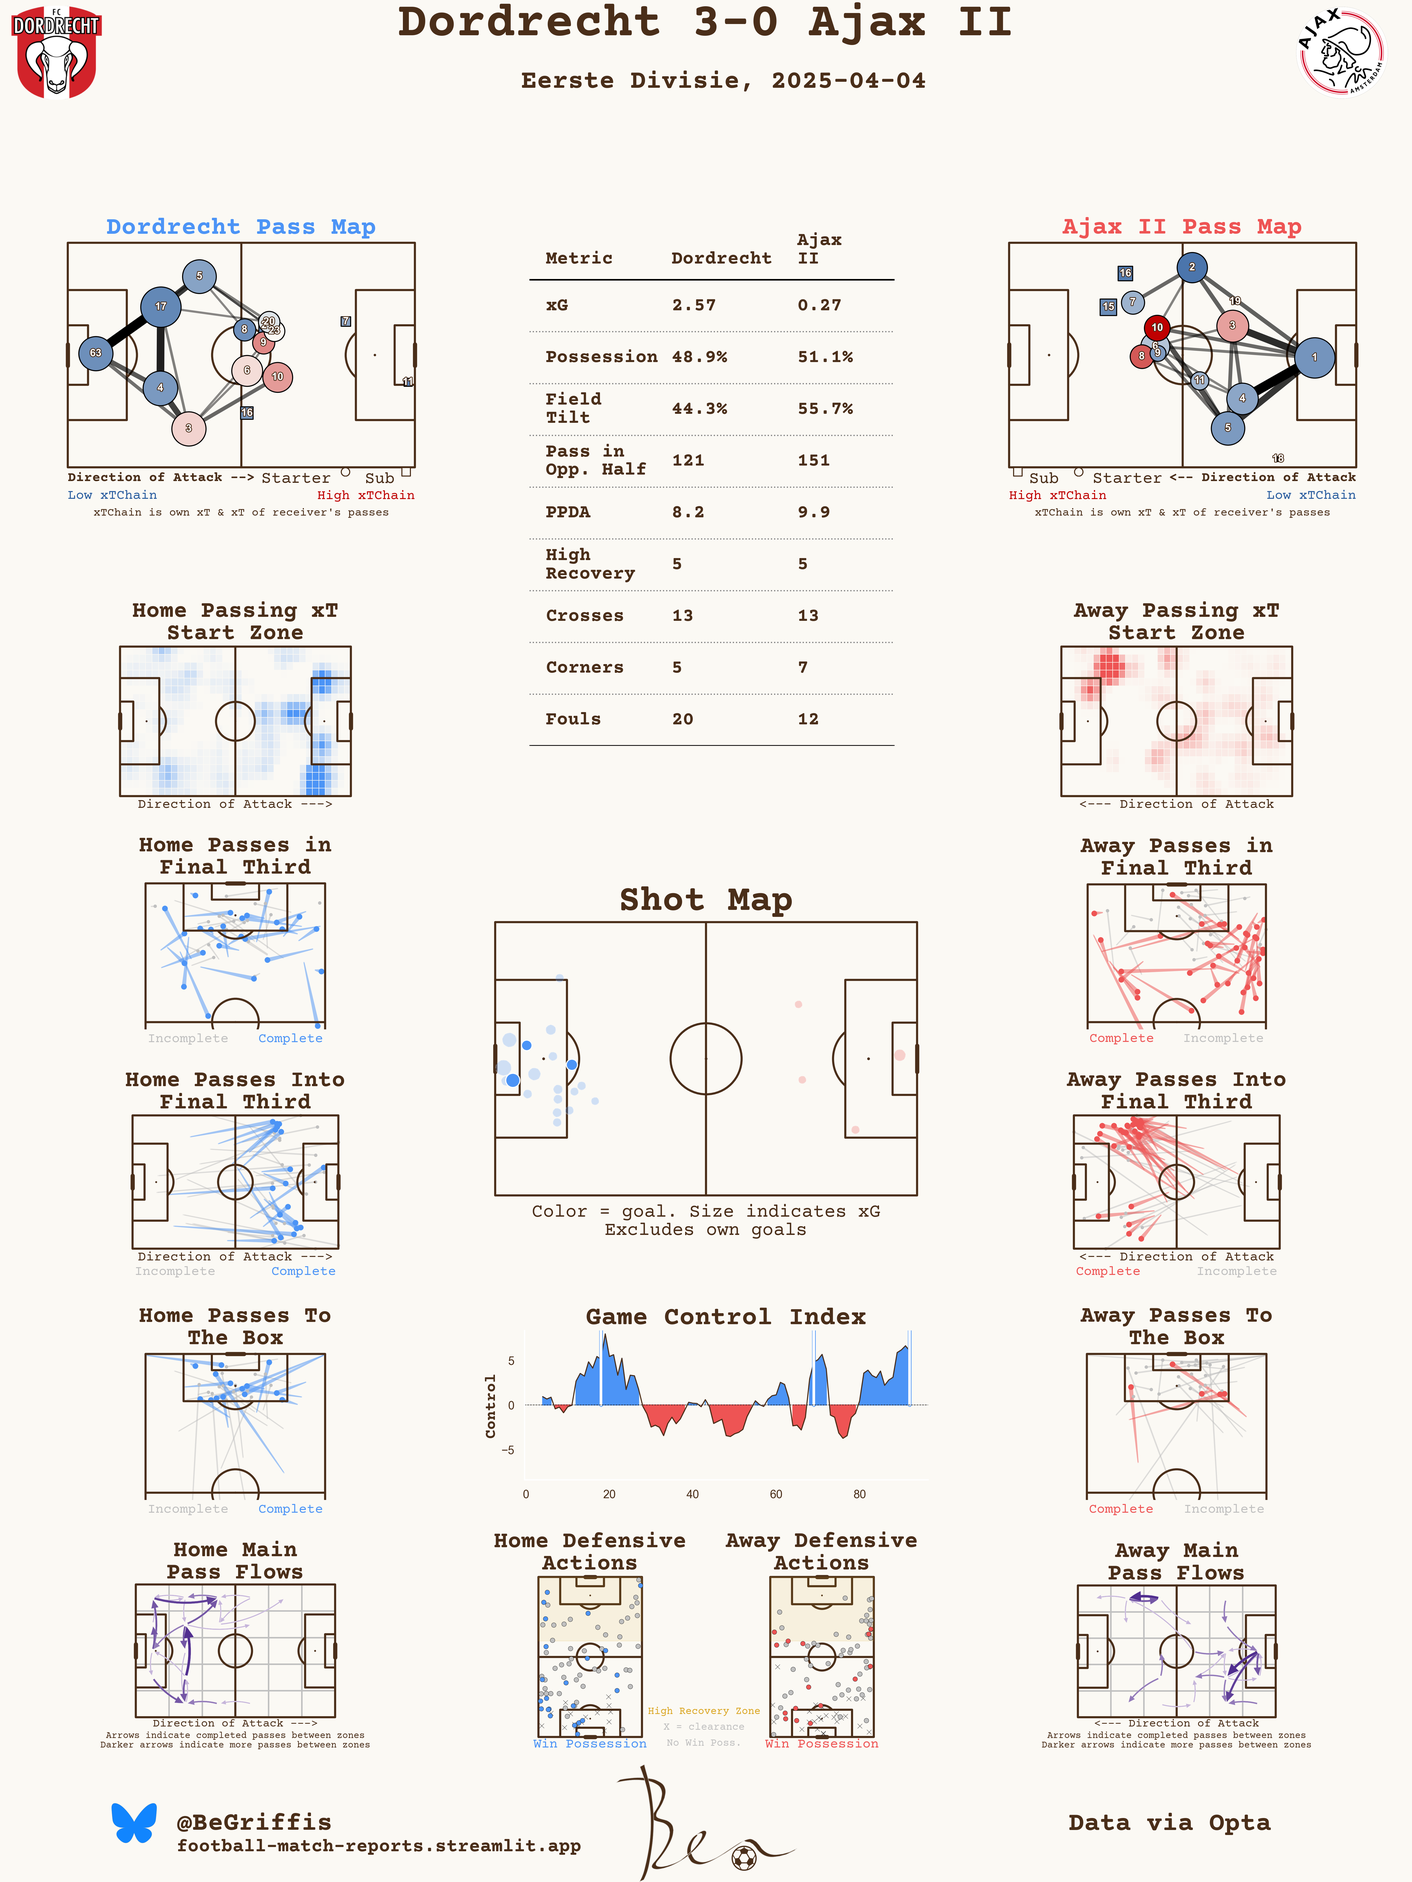 Dordrecht 3-0 Ajax II
Eerste Divisie, 2025-04-04
FC
DORDRECHT
AJAX
AMSTERDAM
Dordrecht Pass Map
5
17
63
4
3
8
20
23
9
6
10
16
7
11
Direction of Attack --> Starter Sub
Low xTChain High xTChain
xTChain is own xT & xT of receiver's passes
Metric Dordrecht Ajax II
xG 2.57 0.27
Possession 48.9% 51.1%
Field Tilt 44.3% 55.7%
Pass in Opp. Half 121 151
PPDA 8.2 9.9
High Recovery 5 5
Crosses 13 13
Corners 5 7
Fouls 20 12
Ajax II Pass Map
16
2
15
7
19
10
3
6
8
9
1
11
4
5
18
Sub Starter <-- Direction of Attack
High xTChain Low xTChain
xTChain is own xT & xT of receiver's passes
Home Passing xT
Start Zone
Direction of Attack --->
Away Passing xT
Start Zone
<--- Direction of Attack
Home Passes in
Final Third
Incomplete Complete
Away Passes in
Final Third
Complete Incomplete
Shot Map
Color = goal. Size indicates xG
Excludes own goals
Home Passes Into
Final Third
Direction of Attack --->
Incomplete Complete
Away Passes Into
Final Third
<--- Direction of Attack
Complete Incomplete
Home Passes To
The Box
Incomplete Complete
Game Control Index
Control
5
0
−5
0 20 40 60 80
Away Passes To
The Box
Complete Incomplete
Home Main
Pass Flows
Direction of Attack --->
Arrows indicate completed passes between zones
Darker arrows indicate more passes between zones
Home Defensive
Actions
Win Possession
High Recovery Zone
X = clearance
No Win Poss.
Away Defensive
Actions
Win Possession
Away Main
Pass Flows
<--- Direction of Attack
Arrows indicate completed passes between zones
Darker arrows indicate more passes between zones
@BeGriffis
football-match-reports.streamlit.app
Ben
Data via Opta